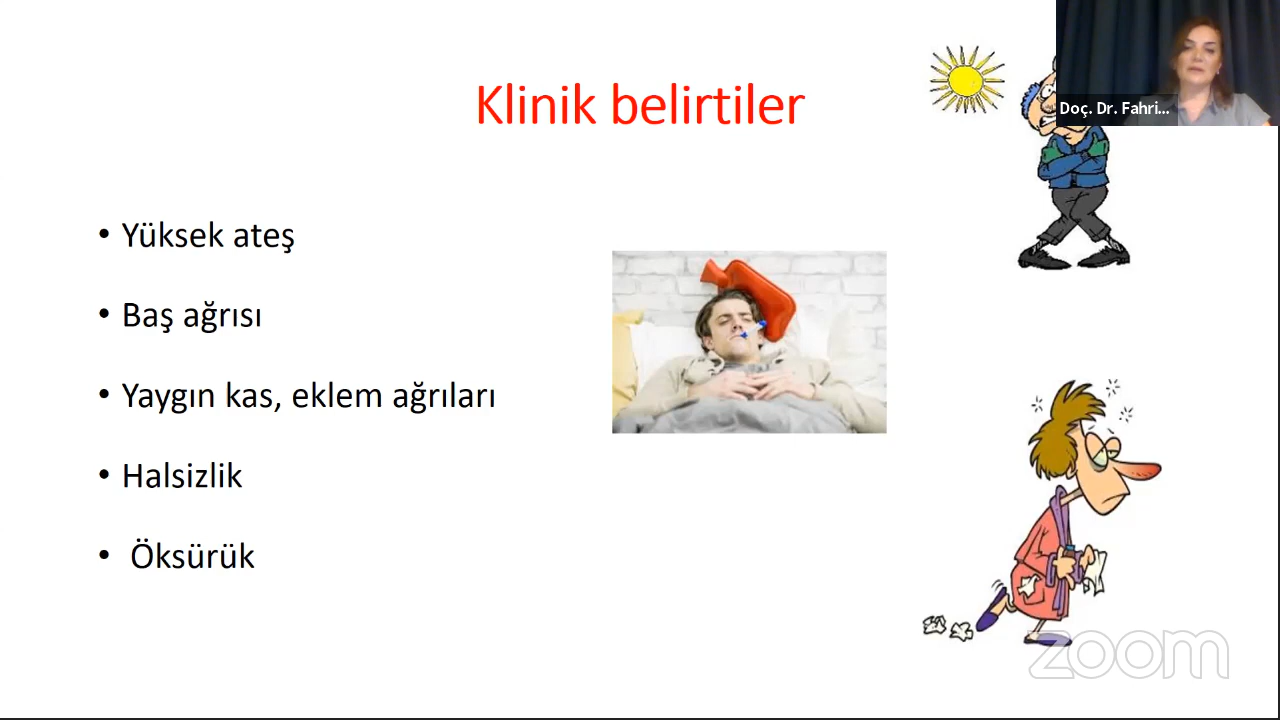 Klinik belirtiler
Doç. Dr. Fahri...
• Yüksek ateş
• Baş ağrısı
• Yaygın kas, eklem ağrıları
• Halsizlik
• Öksürük
zoom